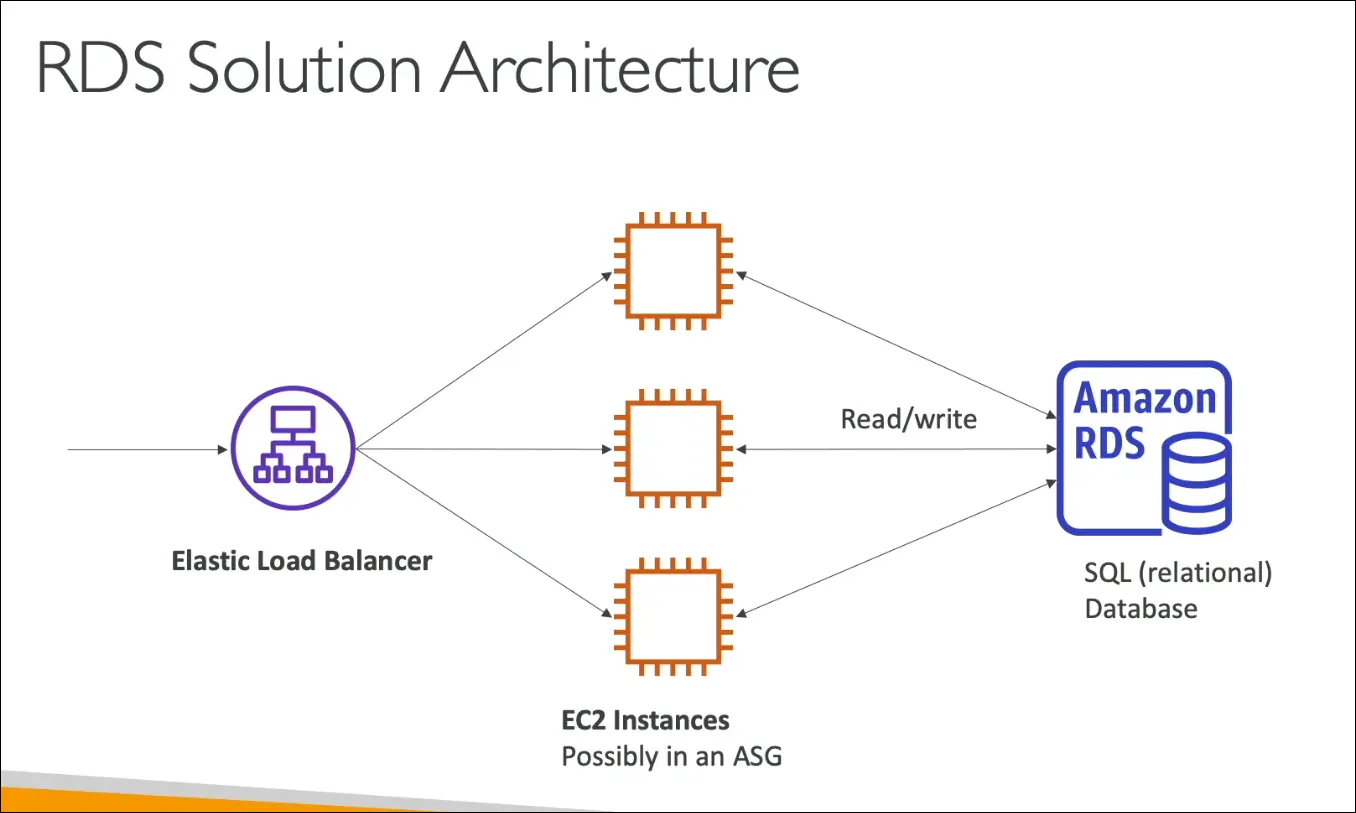 RDS Solution Architecture
Read/write
Amazon
RDS
Elastic Load Balancer
SQL (relational)
Database
EC2 Instances
Possibly in an ASG